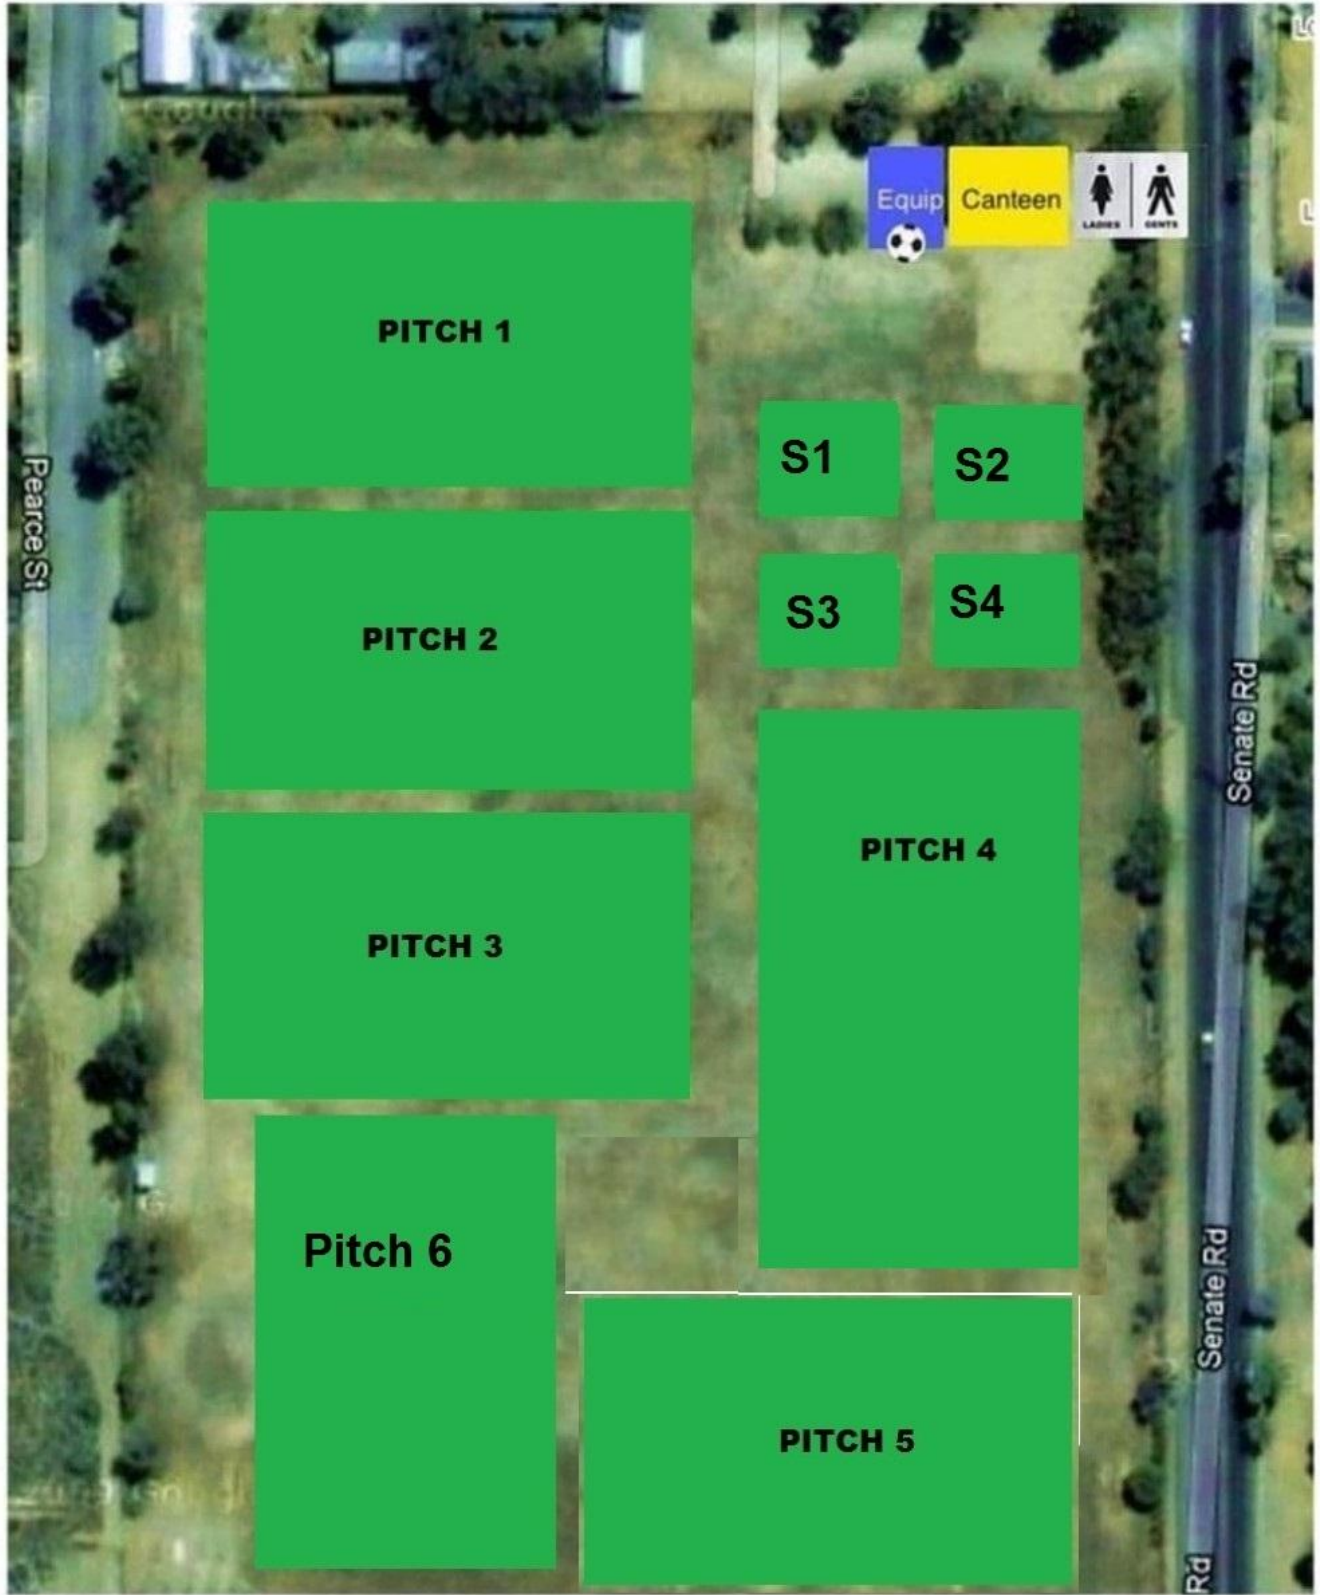 Equip
Canteen
LADIES
GENTS
PITCH 1
S1
S2
Pearce St
PITCH 2
S3
S4
Senate Rd
PITCH 4
PITCH 3
Pitch 6
Senate Rd
PITCH 5
Rd